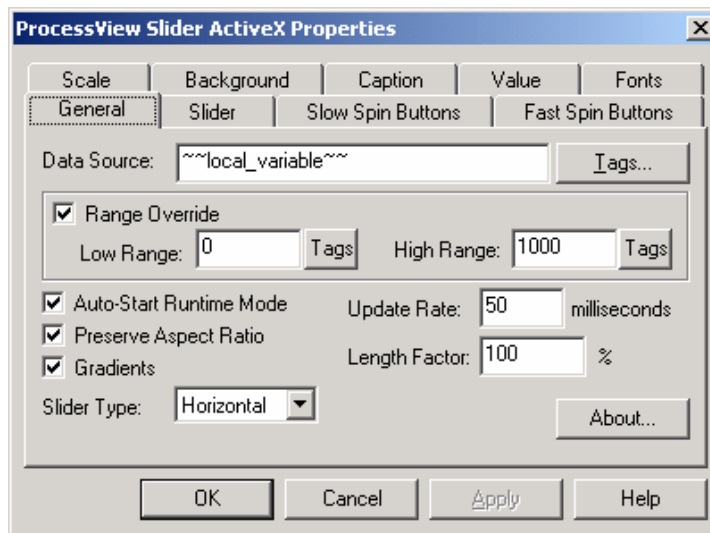 ProcessView Slider ActiveX Properties
Scale Background Caption Value Fonts
General Slider Slow Spin Buttons Fast Spin Buttons
Data Source: ~~local_variable~~ Tags...
Range Override
Low Range: 0 Tags High Range: 1000 Tags
Auto-Start Runtime Mode Update Rate: 50 milliseconds
Preserve Aspect Ratio
Length Factor: 100 %
Gradients
Slider Type: Horizontal
About...
OK Cancel Apply Help